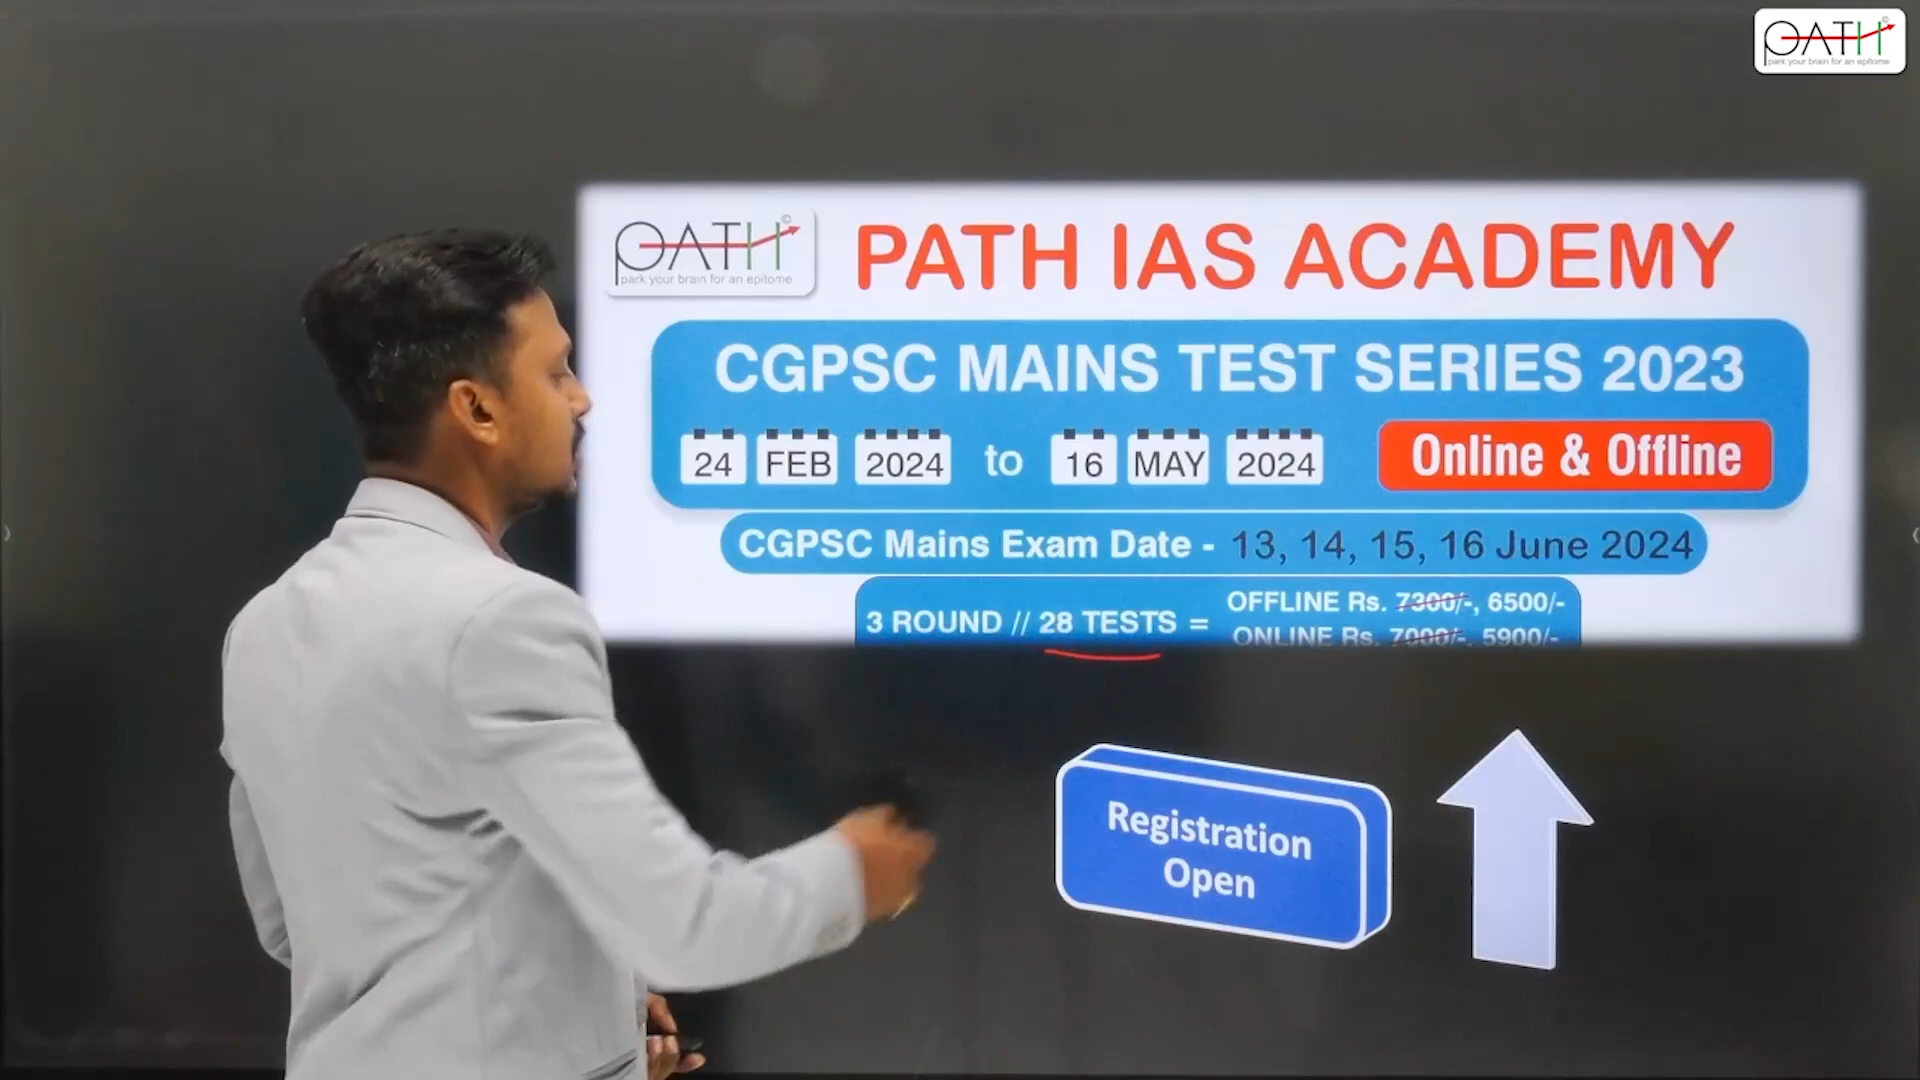 PATH
park your brain for an epitome
PATH ©
park your brain for an epitome
PATH IAS ACADEMY
CGPSC MAINS TEST SERIES 2023
24 FEB 2024 to 16 MAY 2024 Online & Offline
CGPSC Mains Exam Date - 13, 14, 15, 16 June 2024
3 ROUND // 28 TESTS =
OFFLINE Rs. 7300/-, 6500/-
ONLINE Rs. 7000/-, 5900/-
Registration
Open